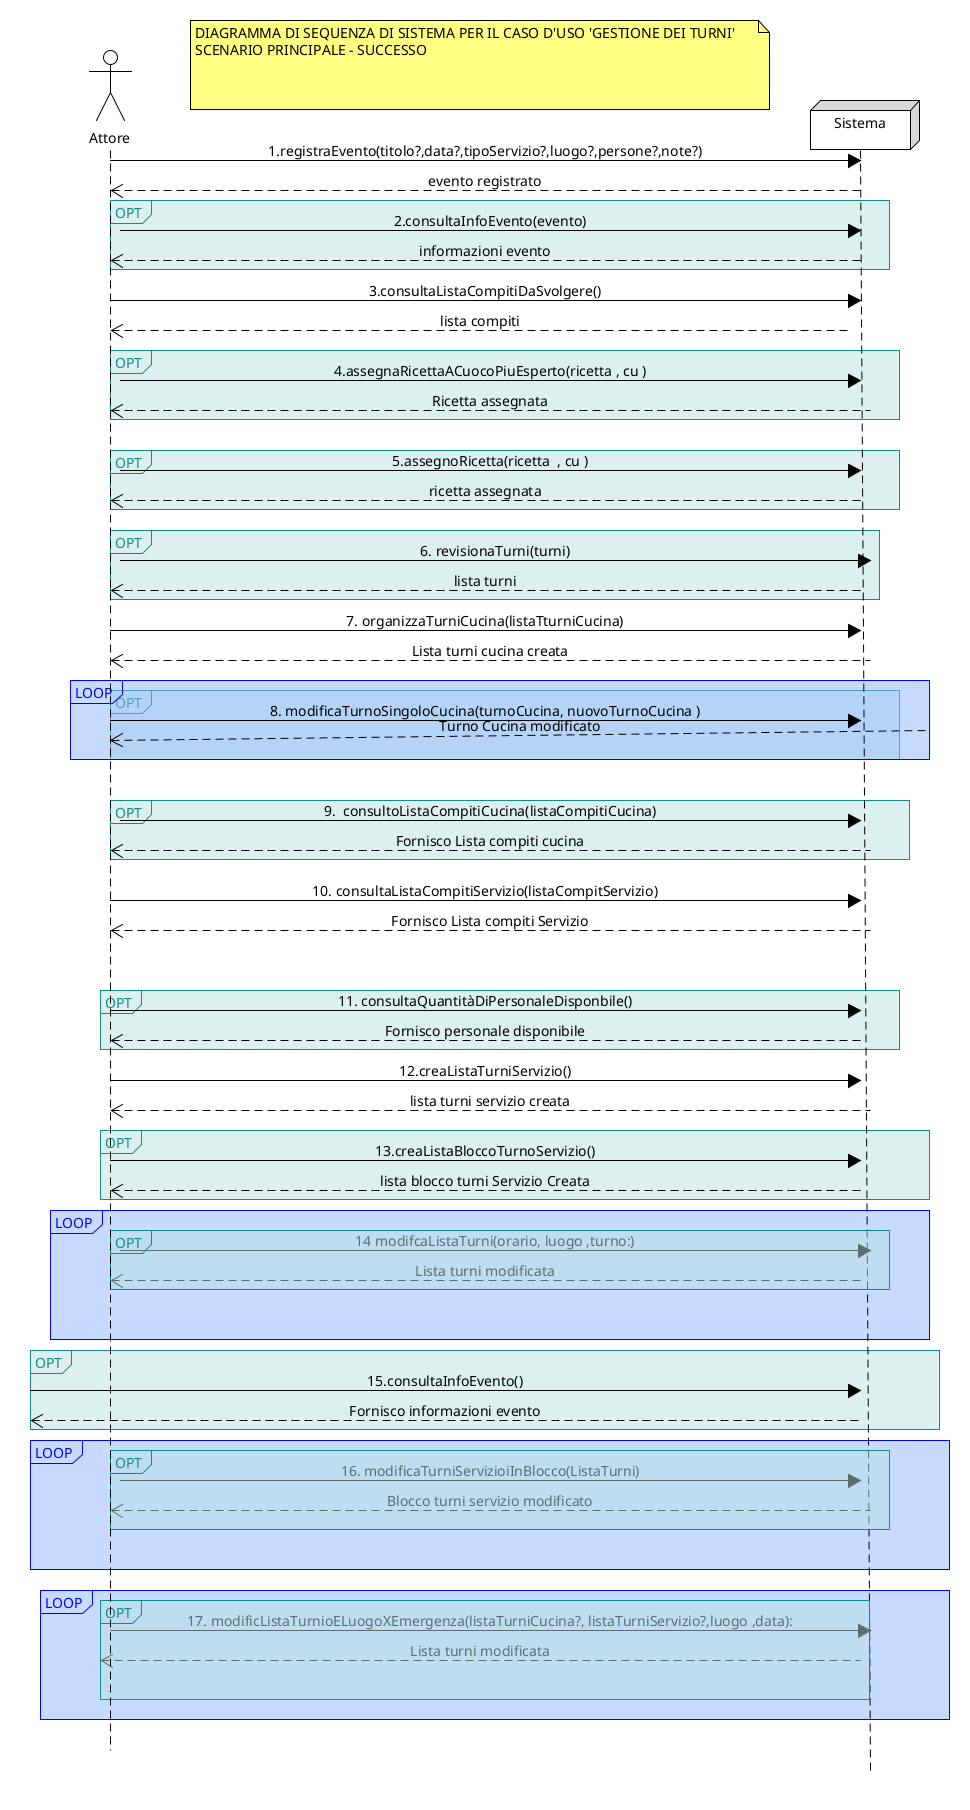 DIAGRAMMA DI SEQUENZA DI SISTEMA PER IL CASO D'USO 'GESTIONE DEI TURNI'
SCENARIO PRINCIPALE - SUCCESSO
Attore
Sistema
1.registraEvento(titolo?,data?,tipoServizio?,luogo?,persone?,note?)
evento registrato
OPT
2.consultaInfoEvento(evento)
informazioni evento
3.consultaListaCompitiDaSvolgere()
lista compiti
OPT
4.assegnaRicettaACuocoPiuEsperto(ricetta , cu )
Ricetta assegnata
OPT
5.assegnoRicetta(ricetta  , cu )
ricetta assegnata
OPT
6. revisionaTurni(turni)
lista turni
7. organizzaTurniCucina(listaTturniCucina)
Lista turni cucina creata
LOOP
OPT
8. modificaTurnoSingoloCucina(turnoCucina, nuovoTurnoCucina )
Turno Cucina modificato
OPT
9.  consultoListaCompitiCucina(listaCompitiCucina)
Fornisco Lista compiti cucina
10. consultaListaCompitiServizio(listaCompitServizio)
Fornisco Lista compiti Servizio
OPT
11. consultaQuantitàDiPersonaleDisponbile()
Fornisco personale disponibile
12.creaListaTurniServizio()
lista turni servizio creata
OPT
13.creaListaBloccoTurnoServizio()
lista blocco turni Servizio Creata
LOOP
OPT
14 modifcaListaTurni(orario, luogo ,turno:)
Lista turni modificata
OPT
15.consultaInfoEvento()
Fornisco informazioni evento
LOOP
OPT
16. modificaTurniServizioiInBlocco(ListaTurni)
Blocco turni servizio modificato
LOOP
OPT
17. modificListaTurnioELuogoXEmergenza(listaTurniCucina?, listaTurniServizio?,luogo ,data):
Lista turni modificata